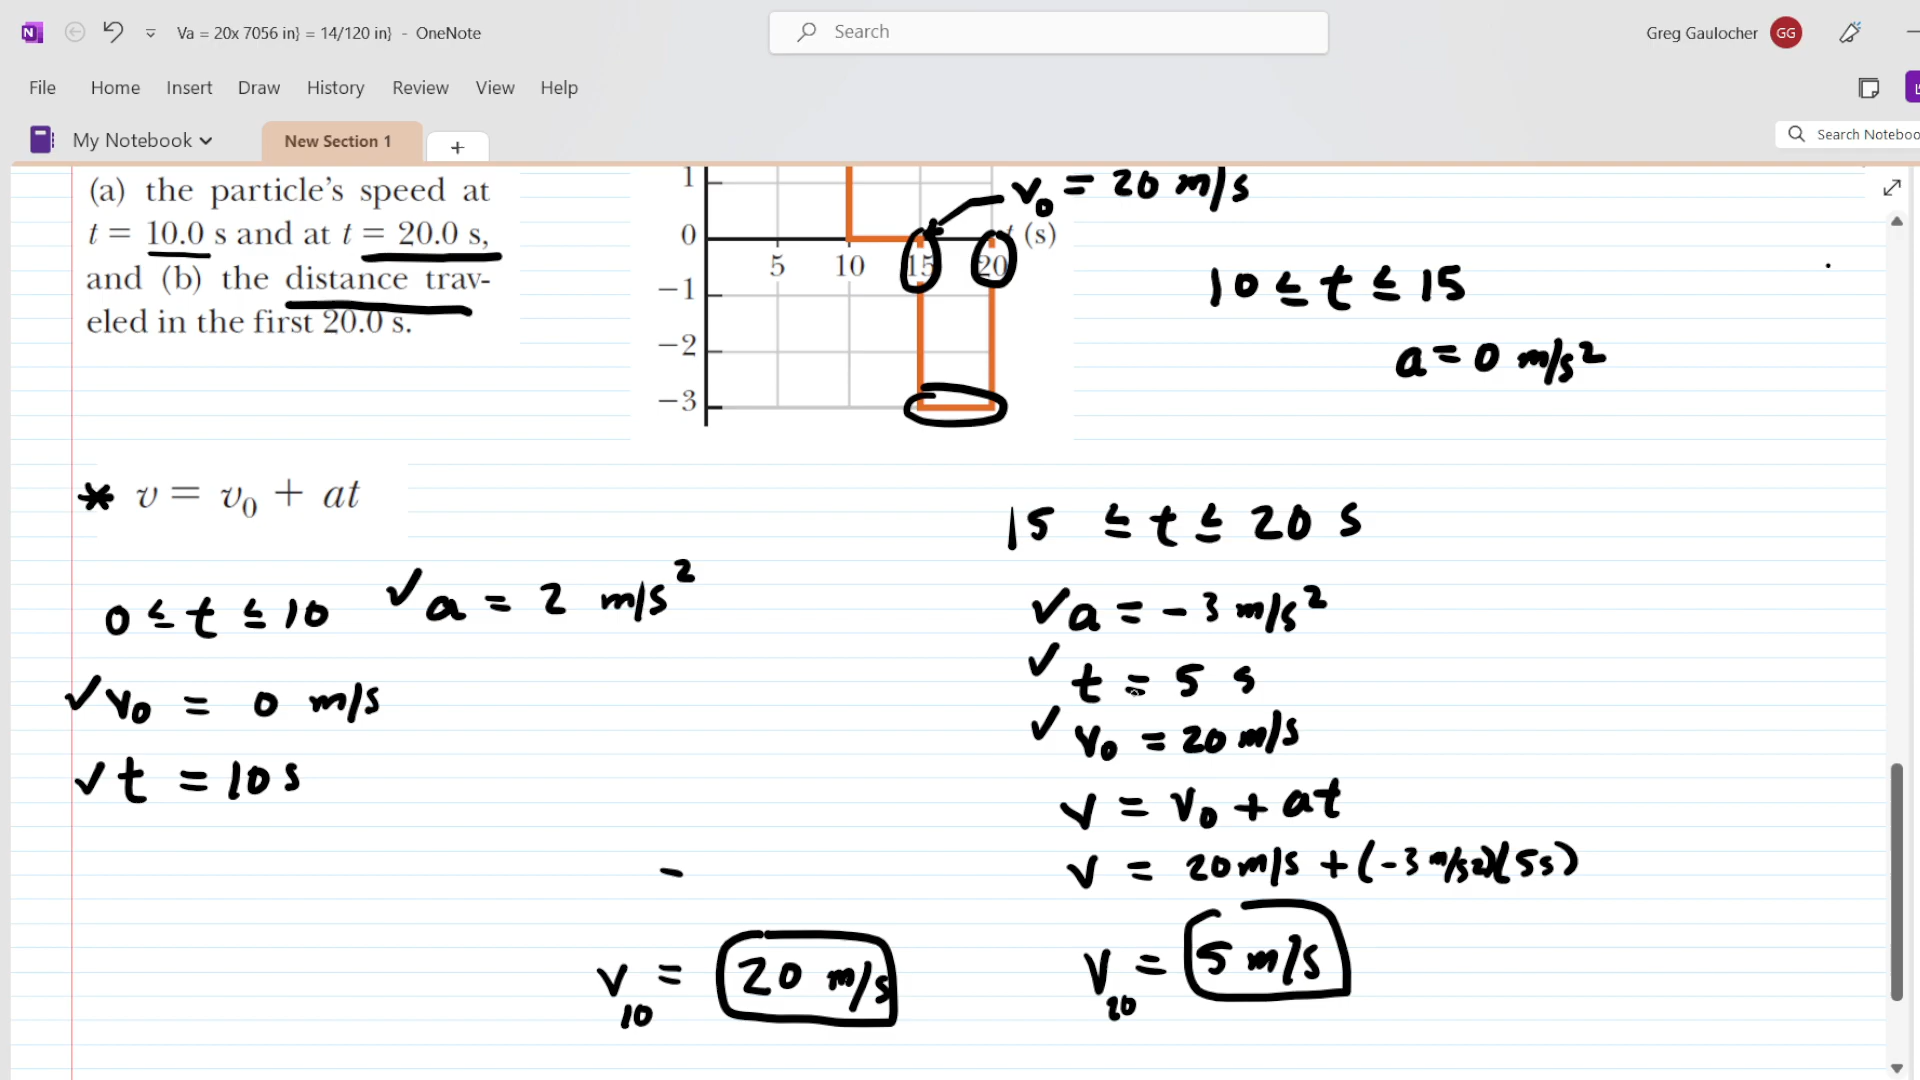 Va = 20x 7056 in} = 14/120 in} - OneNote
Search
Greg Gaulocher
GG
File Home Insert Draw History Review View Help
My Notebook
New Section 1
+
Search Noteboo
(a) the particle's speed at
t = 10.0 s and at t = 20.0 s,
and (b) the distance trav-
eled in the first 20.0 s.
1
0
−1
−2
−3
5 10 15 20
t (s)
v₀ = 20 m/s
10 ≤ t ≤ 15
a = 0 m/s²
* v = v₀ + at
0 ≤ t ≤ 10 ✓ a = 2 m/s²
✓ v₀ = 0 m/s
✓ t = 10 s
-
v₁₀ = 20 m/s
15 ≤ t ≤ 20 s
✓ a = -3 m/s²
✓ t = 5 s
✓ v₀ = 20 m/s
v = v₀ + at
v = 20 m/s + (-3 m/s²)(5s)
v₂₀ = 5 m/s